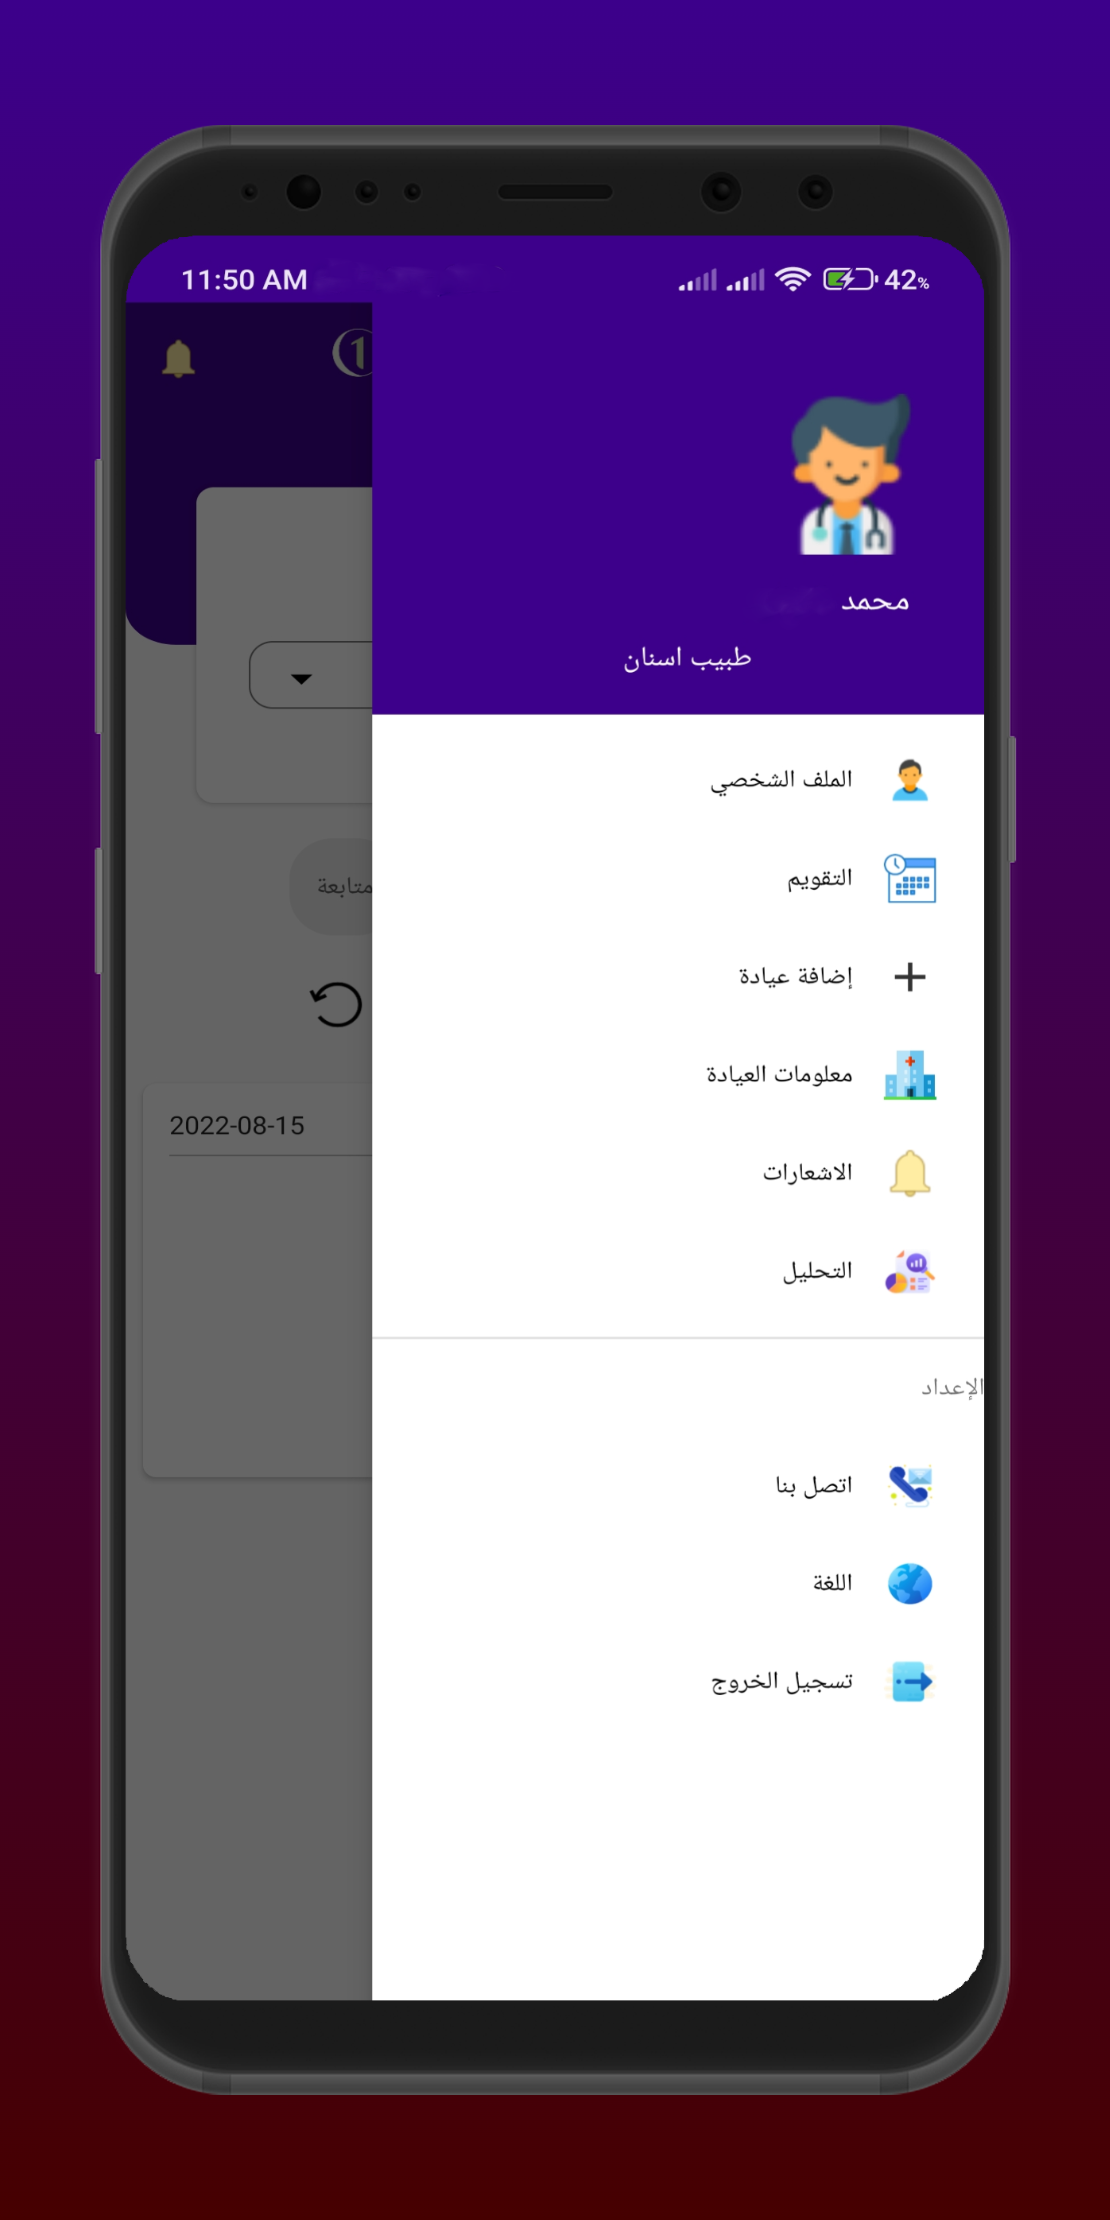 11:50 AM
42%
محمد
طبيب اسنان
الملف الشخصي
التقويم
إضافة عيادة
معلومات العيادة
الاشعارات
التحليل
الإعداد
اتصل بنا
اللغة
تسجيل الخروج
1
متابعة
2022-08-15